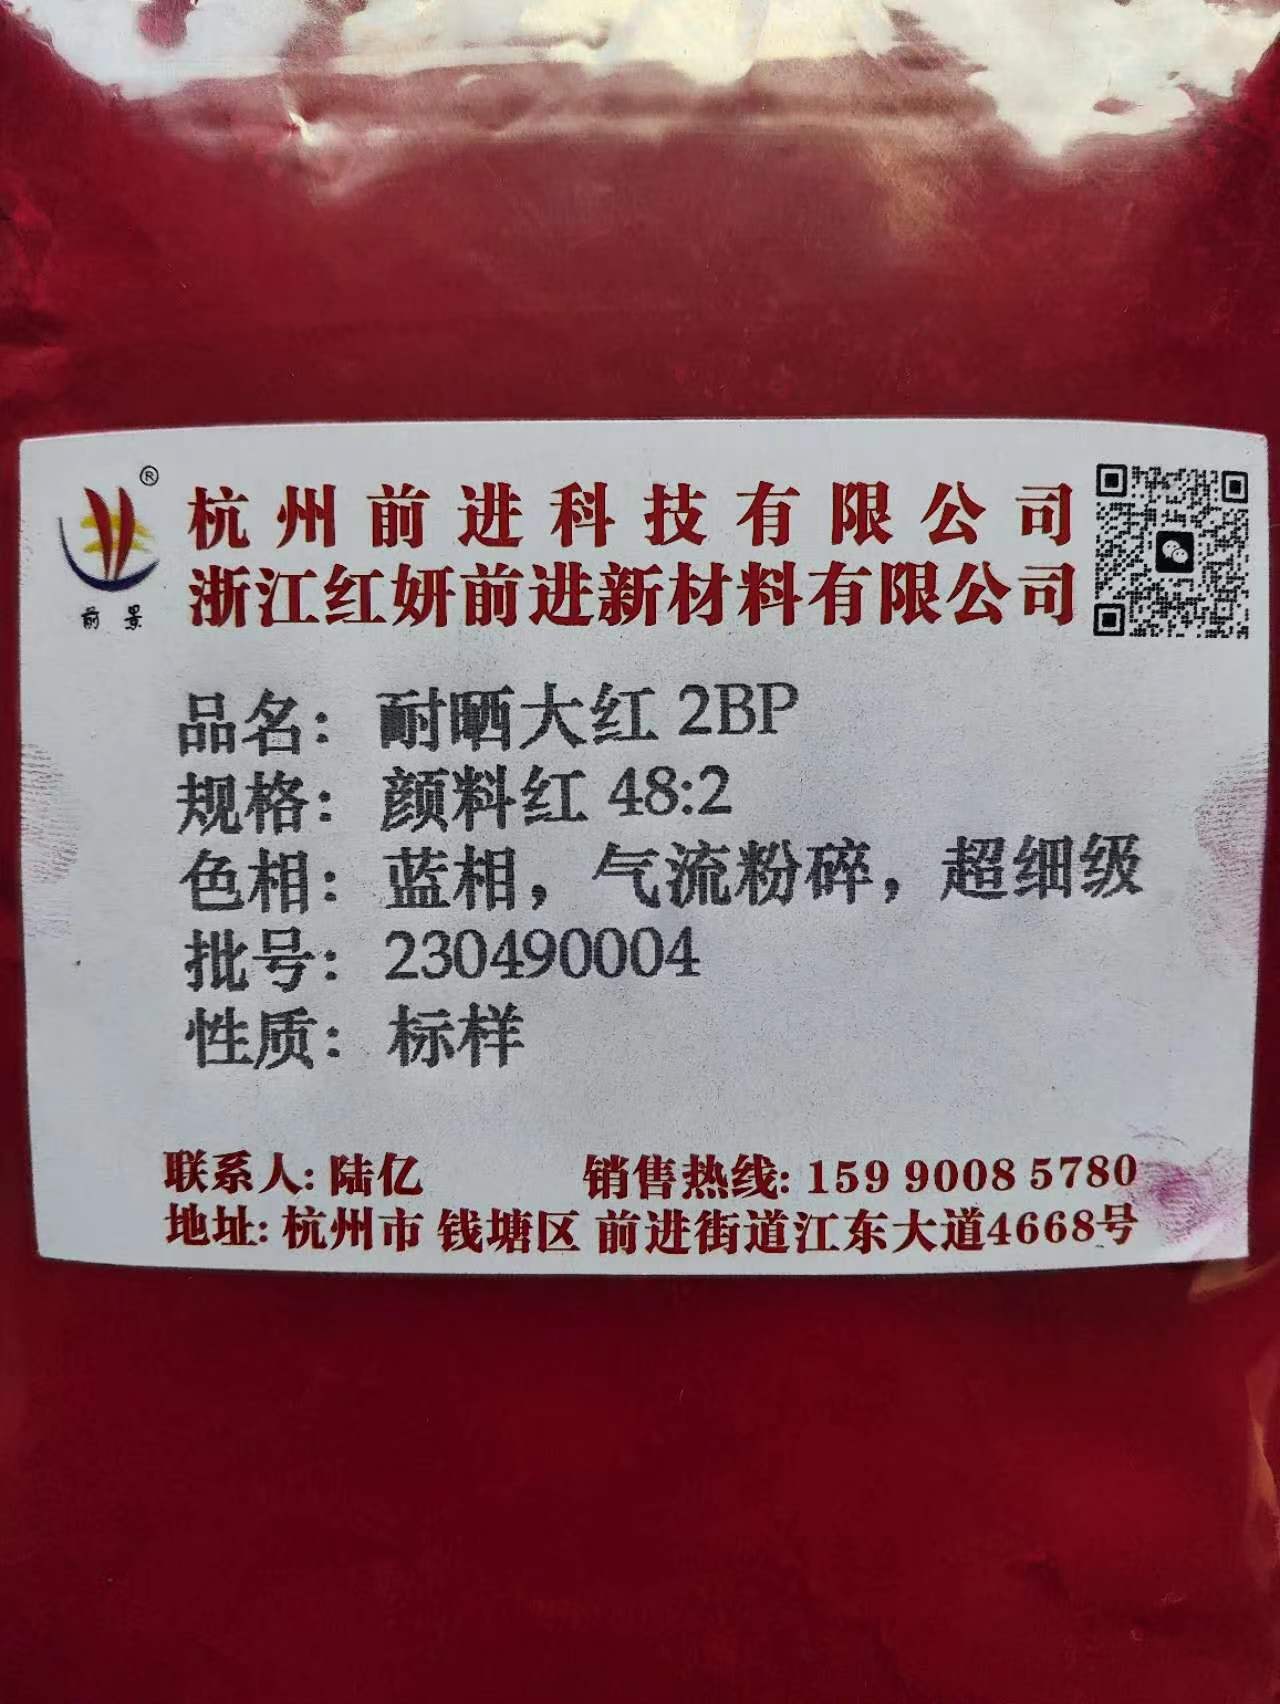 ®
前景
杭州前进科技有限公司
浙江红妍前进新材料有限公司
品名：耐晒大红 2BP
规格：颜料红 48:2
色相：蓝相，气流粉碎，超细级
批号：230490004
性质：标样
联系人: 陆亿 销售热线: 159 9008 5780
地址: 杭州市 钱塘区 前进街道江东大道4668号